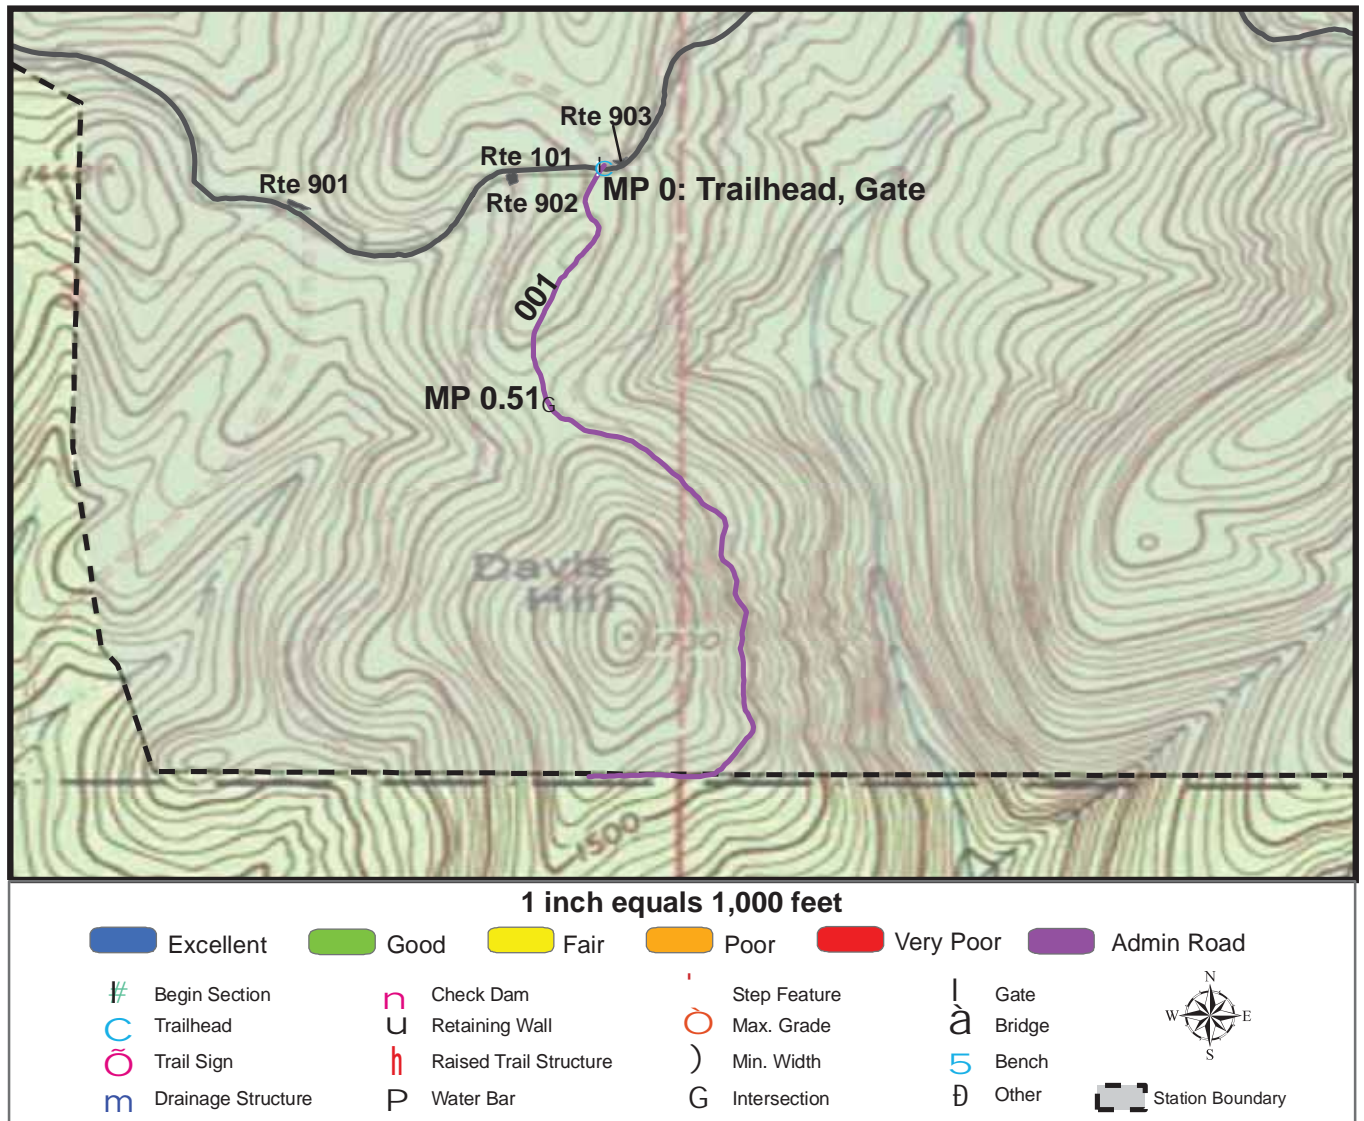 Rte 903
Rte 101
Rte 901
Rte 902
MP 0: Trailhead, Gate
001
MP 0.51G
Davis
Hill
1730
1500
1 inch equals 1,000 feet
Excellent Good Fair Poor Very Poor Admin Road
Begin Section
Check Dam
Step Feature
Gate
C Trailhead
u Retaining Wall
Ò Max. Grade
à Bridge
Õ Trail Sign
h Raised Trail Structure
) Min. Width
5 Bench
m Drainage Structure
P Water Bar
G Intersection
Ð Other
N
W E
S
Station Boundary